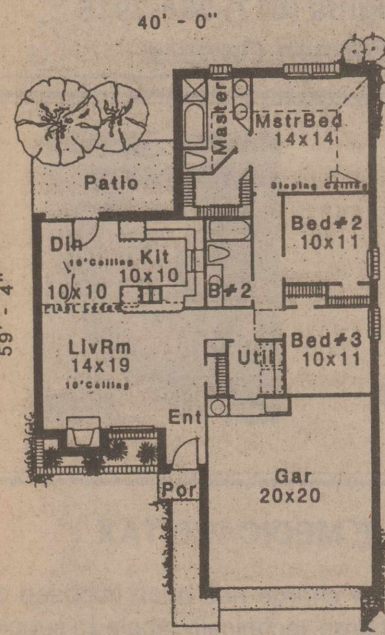 40' - 0"
59' - 4"
Master
MstrBed
14x14
Sloping Ceiling
Patio
Din
10' Ceiling
10x10
Kit
10x10
B#2
Bed#2
10x11
LivRm
14x19
10' Ceiling
Util
Bed#3
10x11
Ent
Por
Gar
20x20